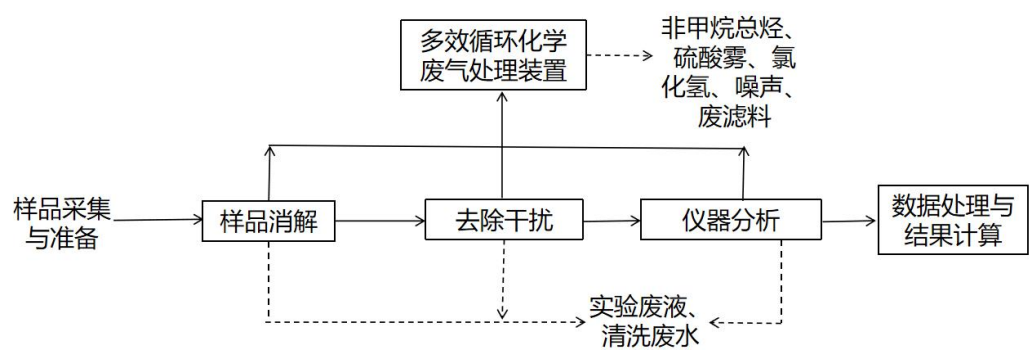 多效循环化学
废气处理装置
非甲烷总烃、
硫酸雾、氯
化氢、噪声、
废滤料
样品采集
与准备
样品消解
去除干扰
仪器分析
数据处理与
结果计算
实验废液、
清洗废水